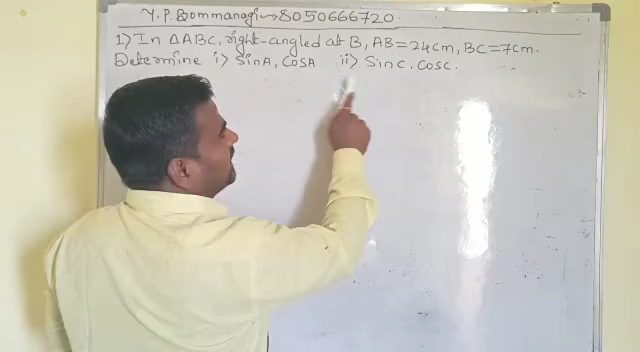 Y. P. Bommanagi → 8050666720.
1) In ΔABC, right-angled at B, AB=24cm, BC=7cm.
Determine i) SinA, CosA ii) SinC. CosC.